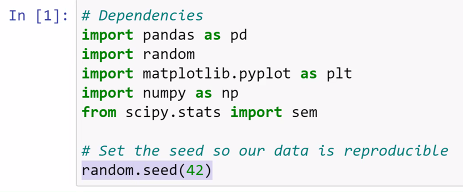 In [1]: # Dependencies
import pandas as pd
import random
import matplotlib.pyplot as plt
import numpy as np
from scipy.stats import sem
# Set the seed so our data is reproducible
random.seed(42)